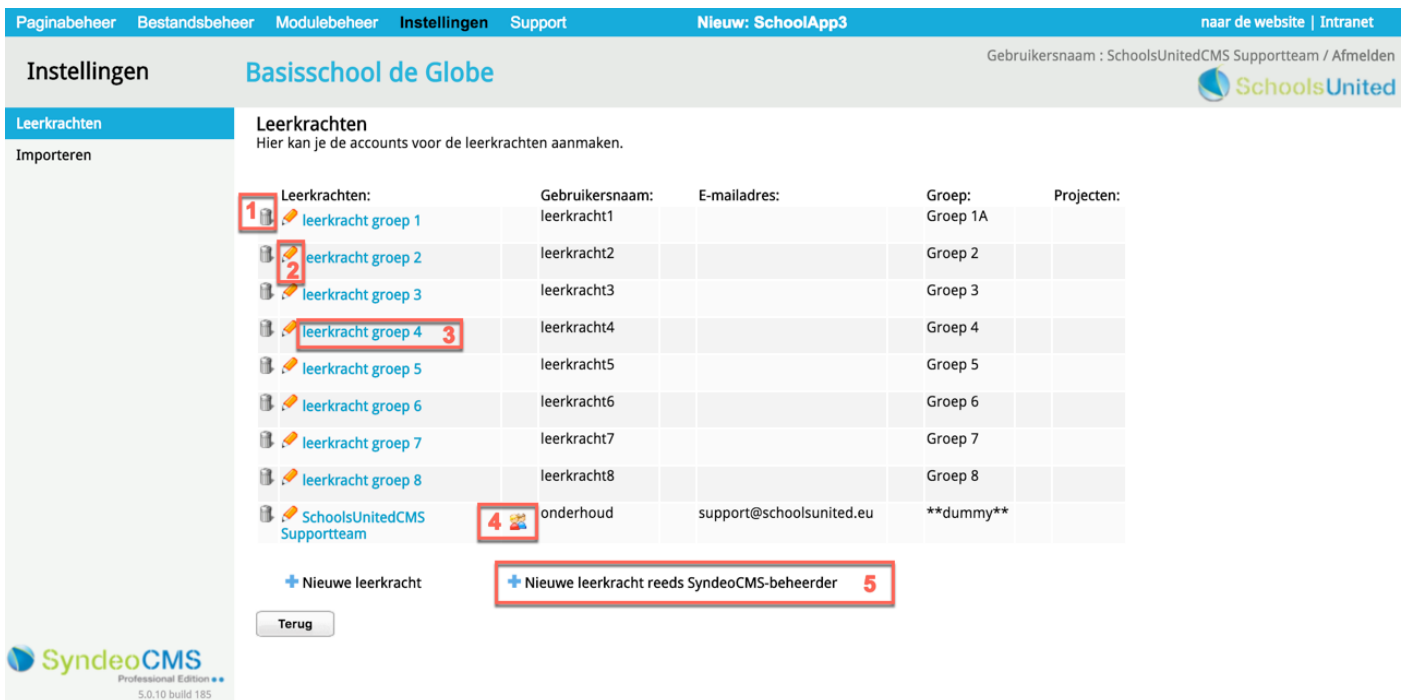 Paginabeheer Bestandsbeheer Modulebeheer Instellingen Support Nieuw: SchoolApp3 naar de website | Intranet
Gebruikersnaam : SchoolsUnitedCMS Supportteam / Afmelden
Instellingen Basisschool de Globe
SchoolsUnited
Leerkrachten
Importeren
Leerkrachten
Hier kan je de accounts voor de leerkrachten aanmaken.
Leerkrachten: Gebruikersnaam: E-mailadres: Groep: Projecten:
1 leerkracht groep 1 leerkracht1 Groep 1A
2 eerkracht groep 2 leerkracht2 Groep 2
leerkracht groep 3 leerkracht3 Groep 3
leerkracht groep 4 3 leerkracht4 Groep 4
leerkracht groep 5 leerkracht5 Groep 5
leerkracht groep 6 leerkracht6 Groep 6
leerkracht groep 7 leerkracht7 Groep 7
leerkracht groep 8 leerkracht8 Groep 8
SchoolsUnitedCMS 4 onderhoud support@schoolsunited.eu **dummy**
Supportteam
Nieuwe leerkracht Nieuwe leerkracht reeds SyndeoCMS-beheerder 5
Terug
SyndeoCMS
Professional Edition
5.0.10 build 185